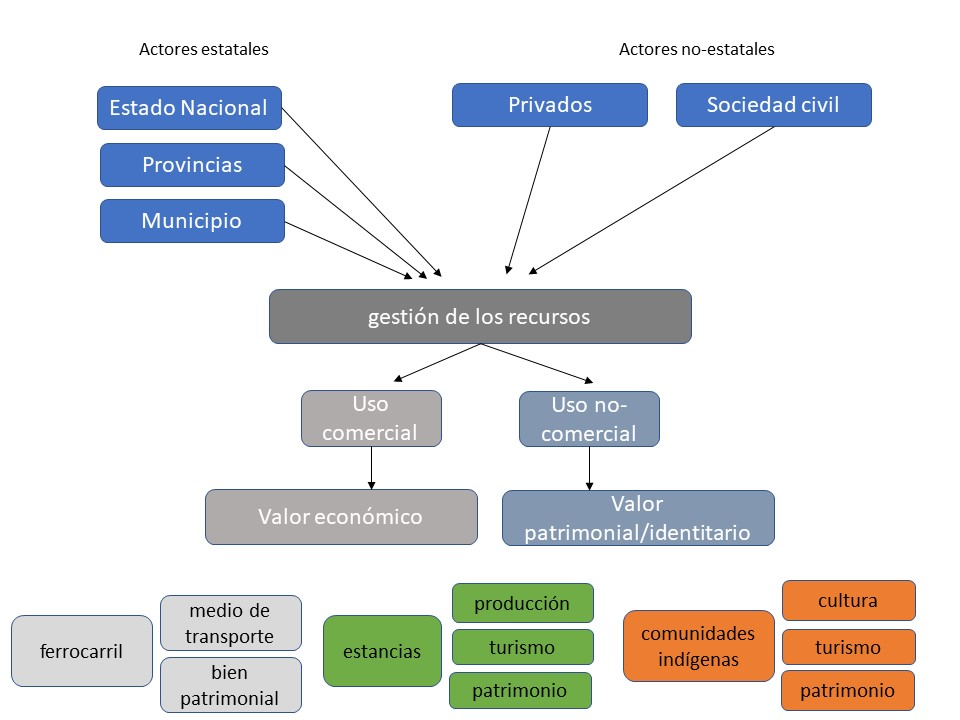 Actores estatales
Actores no-estatales
Estado Nacional
Privados
Sociedad civil
Provincias
Municipio
gestión de los recursos
Uso
comercial
Uso no-
comercial
Valor económico
Valor
patrimonial/identitario
ferrocarril
medio de
transporte
bien
patrimonial
estancias
producción
turismo
patrimonio
comunidades
indígenas
cultura
turismo
patrimonio